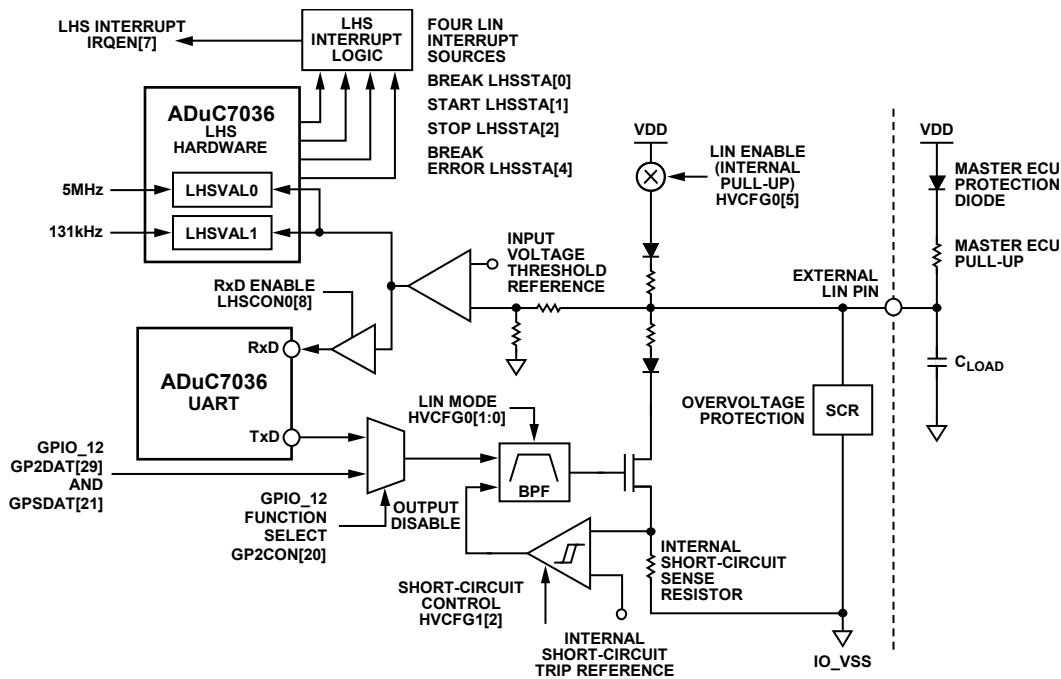 LHS INTERRUPT
IRQEN[7]
LHS
INTERRUPT
LOGIC
FOUR LIN
INTERRUPT
SOURCES
BREAK LHSSTA[0]
START LHSSTA[1]
STOP LHSSTA[2]
BREAK
ERROR LHSSTA[4]
ADuC7036
LHS
HARDWARE
5MHz
LHSVAL0
131kHz
LHSVAL1
VDD
LIN ENABLE
(INTERNAL
PULL-UP)
HVCFG0[5]
VDD
MASTER ECU
PROTECTION
DIODE
MASTER ECU
PULL-UP
INPUT
VOLTAGE
THRESHOLD
REFERENCE
EXTERNAL
LIN PIN
RxD ENABLE
LHSCON0[8]
RxD
ADuC7036
UART
TxD
CLOAD
OVERVOLTAGE
PROTECTION
SCR
LIN MODE
HVCFG0[1:0]
BPF
GPIO_12
GP2DAT[29]
AND
GPSDAT[21]
GPIO_12
FUNCTION
SELECT
GP2CON[20]
OUTPUT
DISABLE
SHORT-CIRCUIT
CONTROL
HVCFG1[2]
INTERNAL
SHORT-CIRCUIT
SENSE
RESISTOR
INTERNAL
SHORT-CIRCUIT
TRIP REFERENCE
IO_VSS